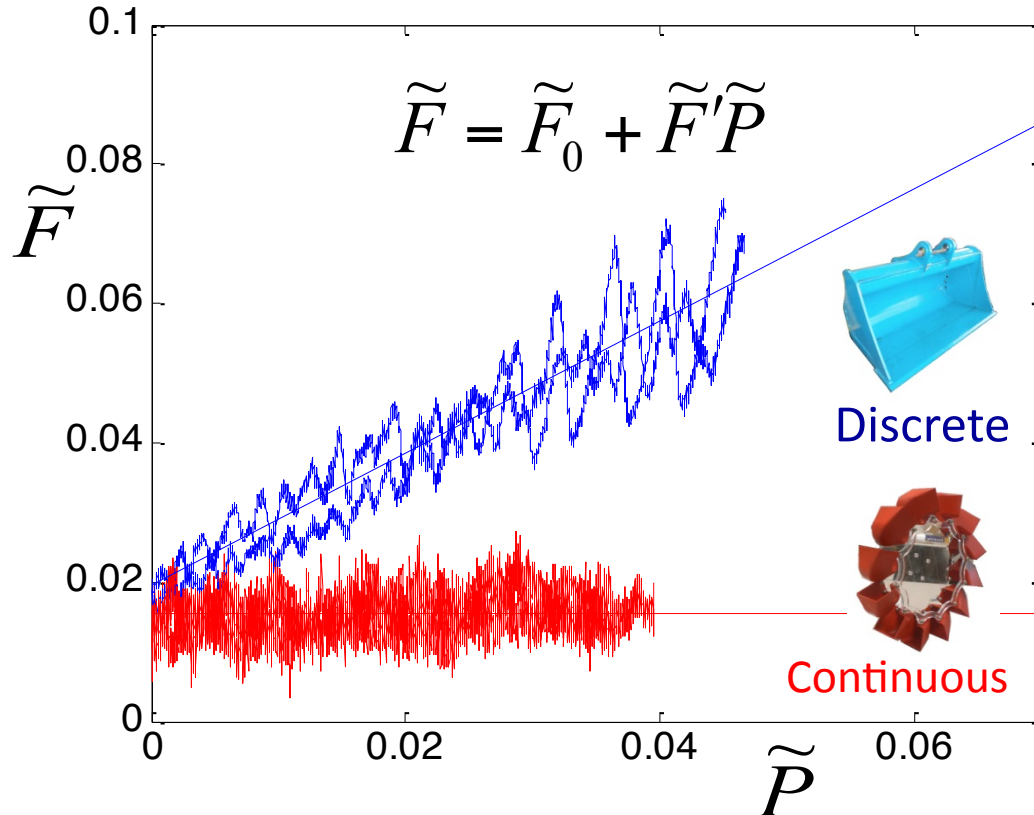 0.1
F̃ = F̃₀ + F̃′P̃
0.08
F̃
0.06
0.04
Discrete
0.02
Continuous
0
0 0.02 0.04 0.06
P̃